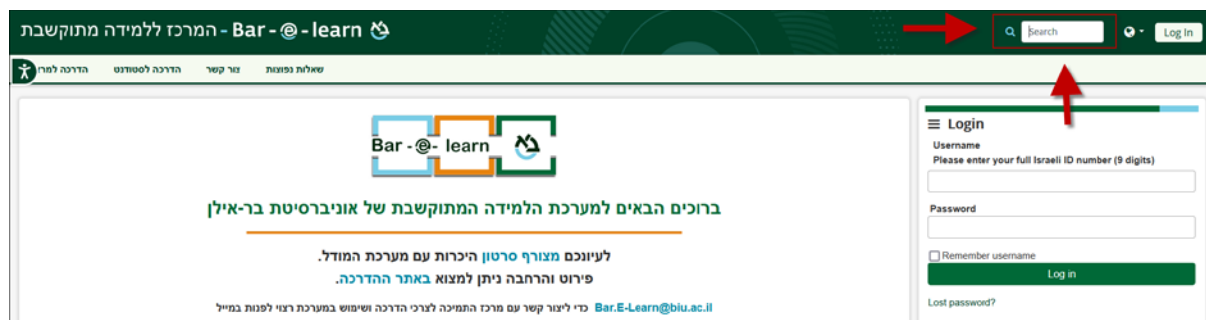 Bar - @ - learn - המרכז ללמידה מתוקשבת
Search
Log In
שאלות נפוצות
צור קשר
הדרכה לסטודנט
הדרכה למר
Bar - @ - learn
ברוכים הבאים למערכת הלמידה המתוקשבת של אוניברסיטת בר-אילן
לעיונכם מצורף סרטון היכרות עם מערכת המודל.
פירוט והרחבה ניתן למצוא באתר ההדרכה.
כדי ליצור קשר עם מרכז התמיכה לצרכי הדרכה ושימוש במערכת רצוי לפנות במייל Bar.E-Learn@biu.ac.il
Login
Username
Please enter your full Israeli ID number (9 digits)
Password
Remember username
Log in
Lost password?